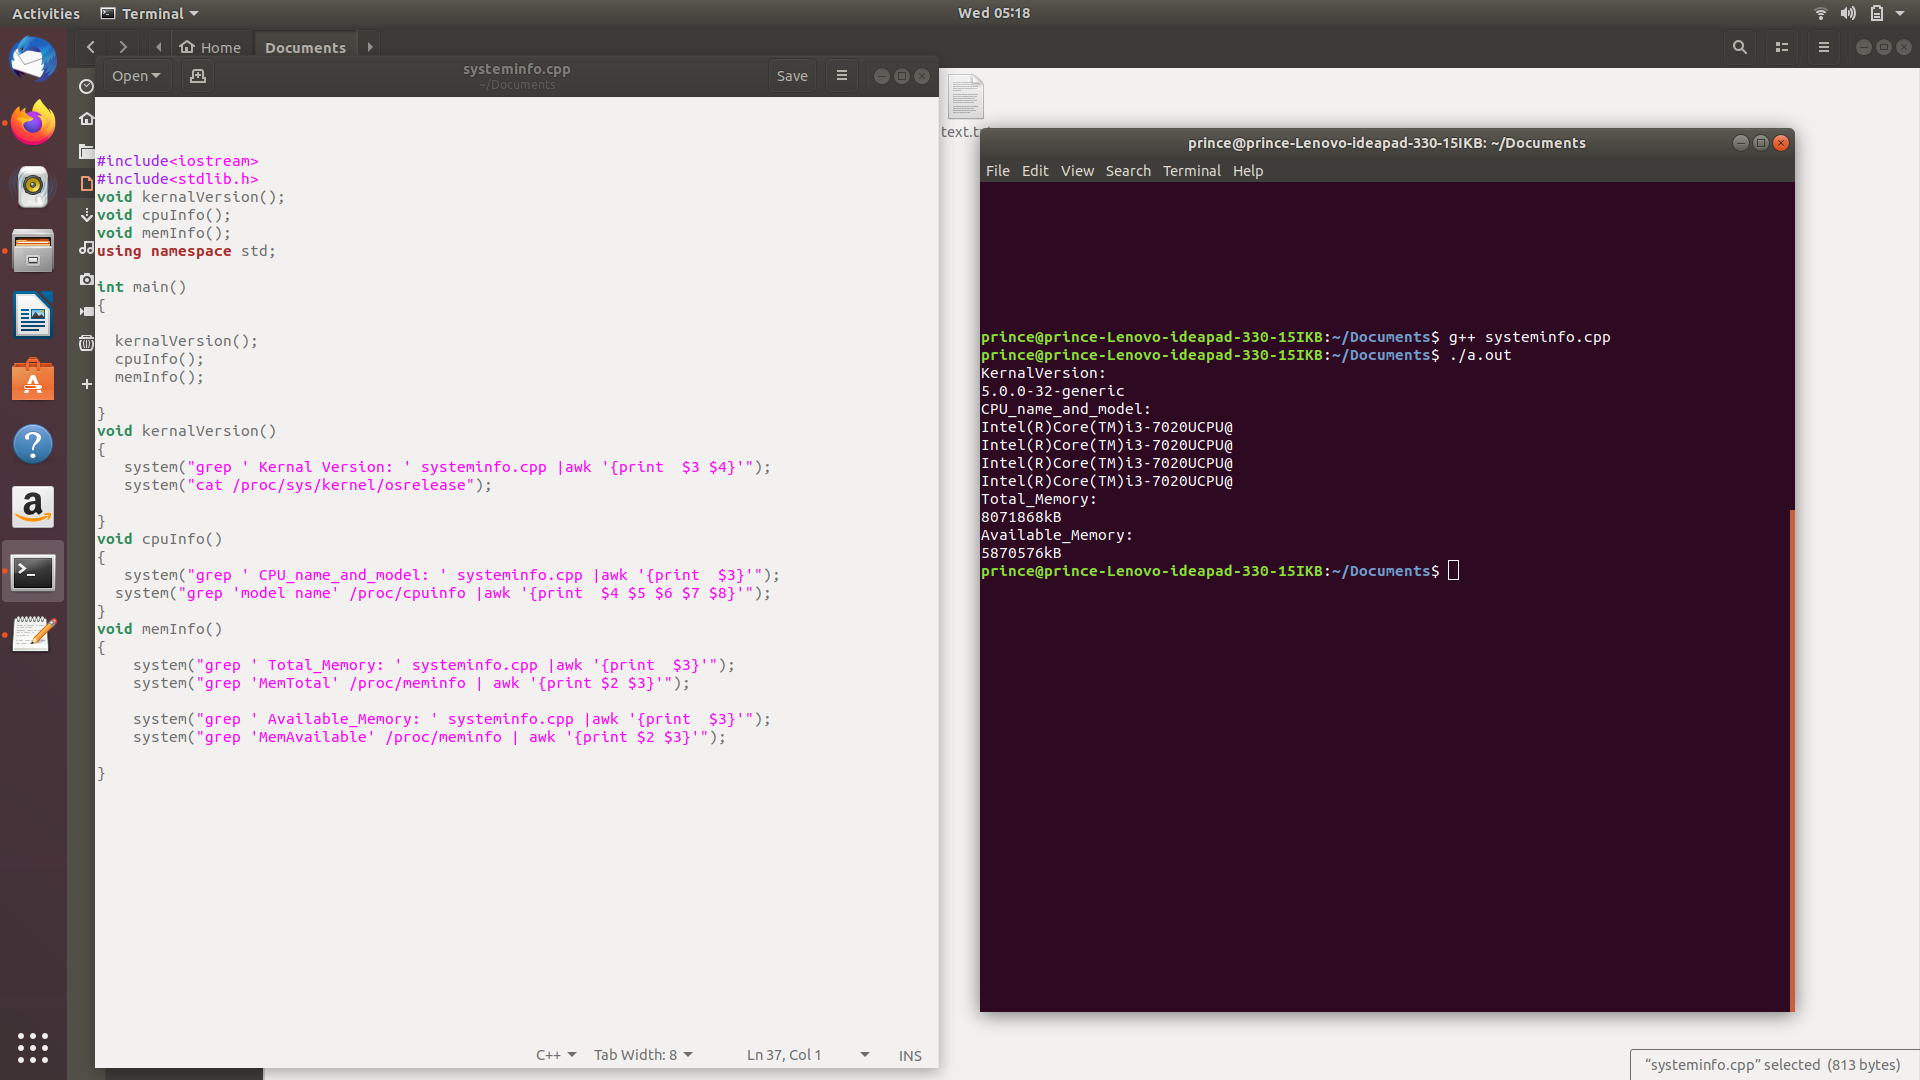 Activities
Terminal
Wed 05:18
Home
Documents
Open
systeminfo.cpp
~/Documents
Save
#include<iostream>
#include<stdlib.h>
void kernalVersion();
void cpuInfo();
void memInfo();
using namespace std;
int main()
{
kernalVersion();
cpuInfo();
memInfo();
}
void kernalVersion()
{
system("grep ' Kernal Version: ' systeminfo.cpp |awk '{print  $3 $4}'");
system("cat /proc/sys/kernel/osrelease");
}
void cpuInfo()
{
system("grep ' CPU_name_and_model: ' systeminfo.cpp |awk '{print  $3}'");
system("grep 'model name' /proc/cpuinfo |awk '{print  $4 $5 $6 $7 $8}'");
}
void memInfo()
{
system("grep ' Total_Memory: ' systeminfo.cpp |awk '{print  $3}'");
system("grep 'MemTotal' /proc/meminfo | awk '{print $2 $3}'");
system("grep ' Available_Memory: ' systeminfo.cpp |awk '{print  $3}'");
system("grep 'MemAvailable' /proc/meminfo | awk '{print $2 $3}'");
}
C++
Tab Width: 8
Ln 37, Col 1
INS
prince@prince-Lenovo-ideapad-330-15IKB: ~/Documents
File Edit View Search Terminal Help
prince@prince-Lenovo-ideapad-330-15IKB:~/Documents$ g++ systeminfo.cpp
prince@prince-Lenovo-ideapad-330-15IKB:~/Documents$ ./a.out
KernalVersion:
5.0.0-32-generic
CPU_name_and_model:
Intel(R)Core(TM)i3-7020UCPU@
Intel(R)Core(TM)i3-7020UCPU@
Intel(R)Core(TM)i3-7020UCPU@
Intel(R)Core(TM)i3-7020UCPU@
Total_Memory:
8071868kB
Available_Memory:
5870576kB
prince@prince-Lenovo-ideapad-330-15IKB:~/Documents$
“systeminfo.cpp” selected (813 bytes)